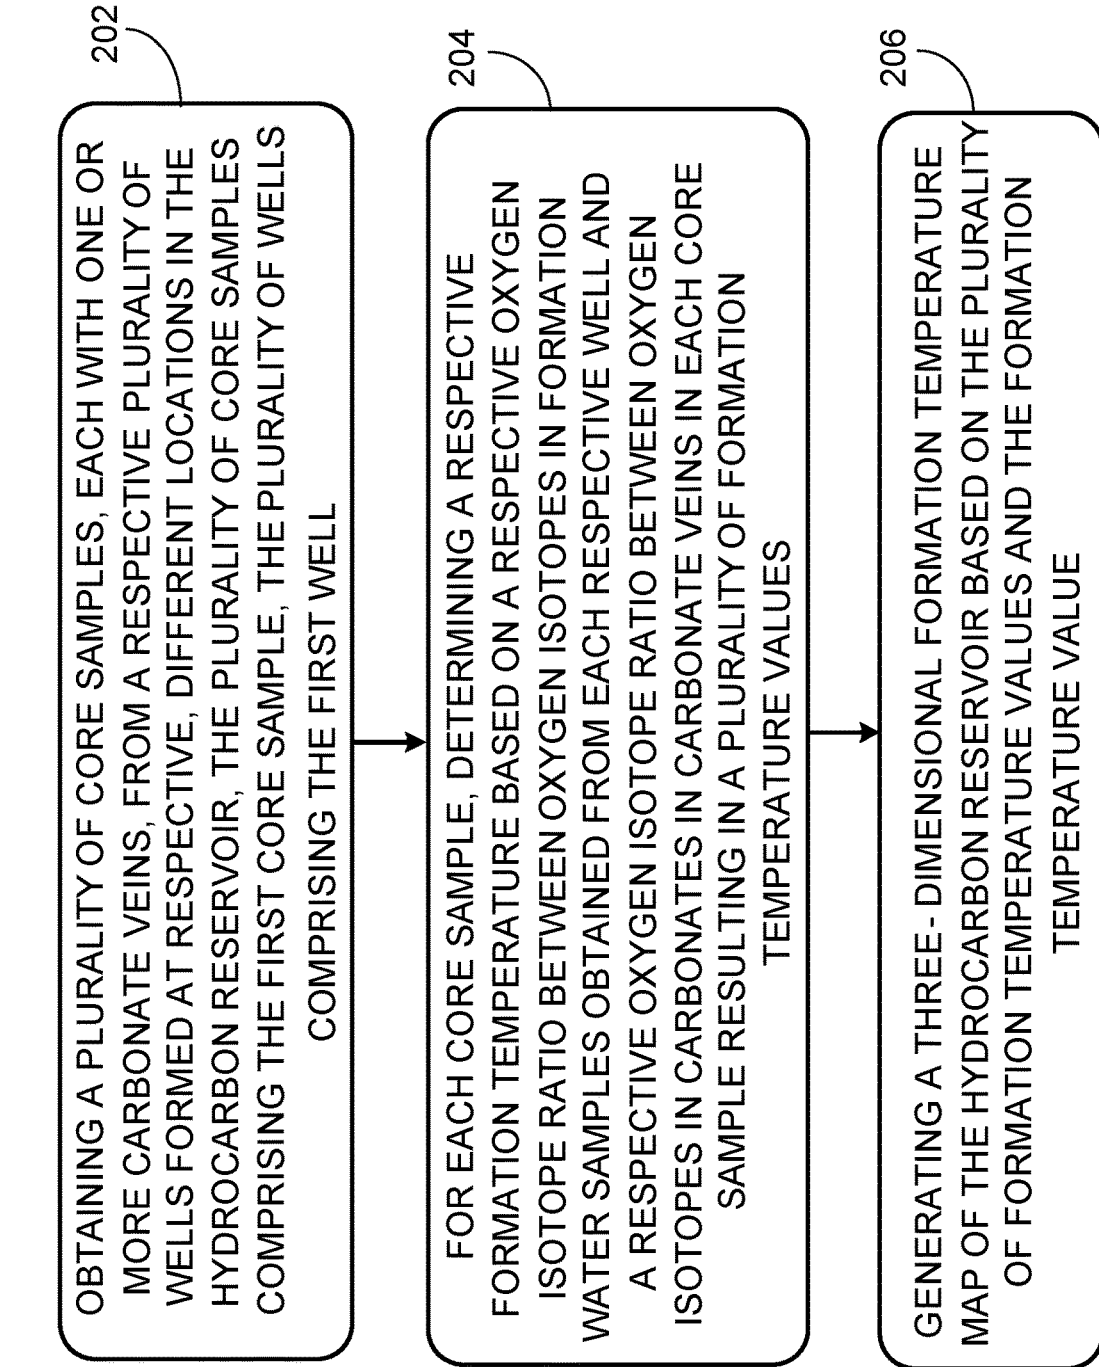 202
OBTAINING A PLURALITY OF CORE SAMPLES, EACH WITH ONE OR
MORE CARBONATE VEINS, FROM A RESPECTIVE PLURALITY OF
WELLS FORMED AT RESPECTIVE, DIFFERENT LOCATIONS IN THE
HYDROCARBON RESERVOIR, THE PLURALITY OF CORE SAMPLES
COMPRISING THE FIRST CORE SAMPLE, THE PLURALITY OF WELLS
COMPRISING THE FIRST WELL
204
FOR EACH CORE SAMPLE, DETERMINING A RESPECTIVE
FORMATION TEMPERATURE BASED ON A RESPECTIVE OXYGEN
ISOTOPE RATIO BETWEEN OXYGEN ISOTOPES IN FORMATION
WATER SAMPLES OBTAINED FROM EACH RESPECTIVE WELL AND
A RESPECTIVE OXYGEN ISOTOPE RATIO BETWEEN OXYGEN
ISOTOPES IN CARBONATES IN CARBONATE VEINS IN EACH CORE
SAMPLE RESULTING IN A PLURALITY OF FORMATION
TEMPERATURE VALUES
206
GENERATING A THREE- DIMENSIONAL FORMATION TEMPERATURE
MAP OF THE HYDROCARBON RESERVOIR BASED ON THE PLURALITY
OF FORMATION TEMPERATURE VALUES AND THE FORMATION
TEMPERATURE VALUE